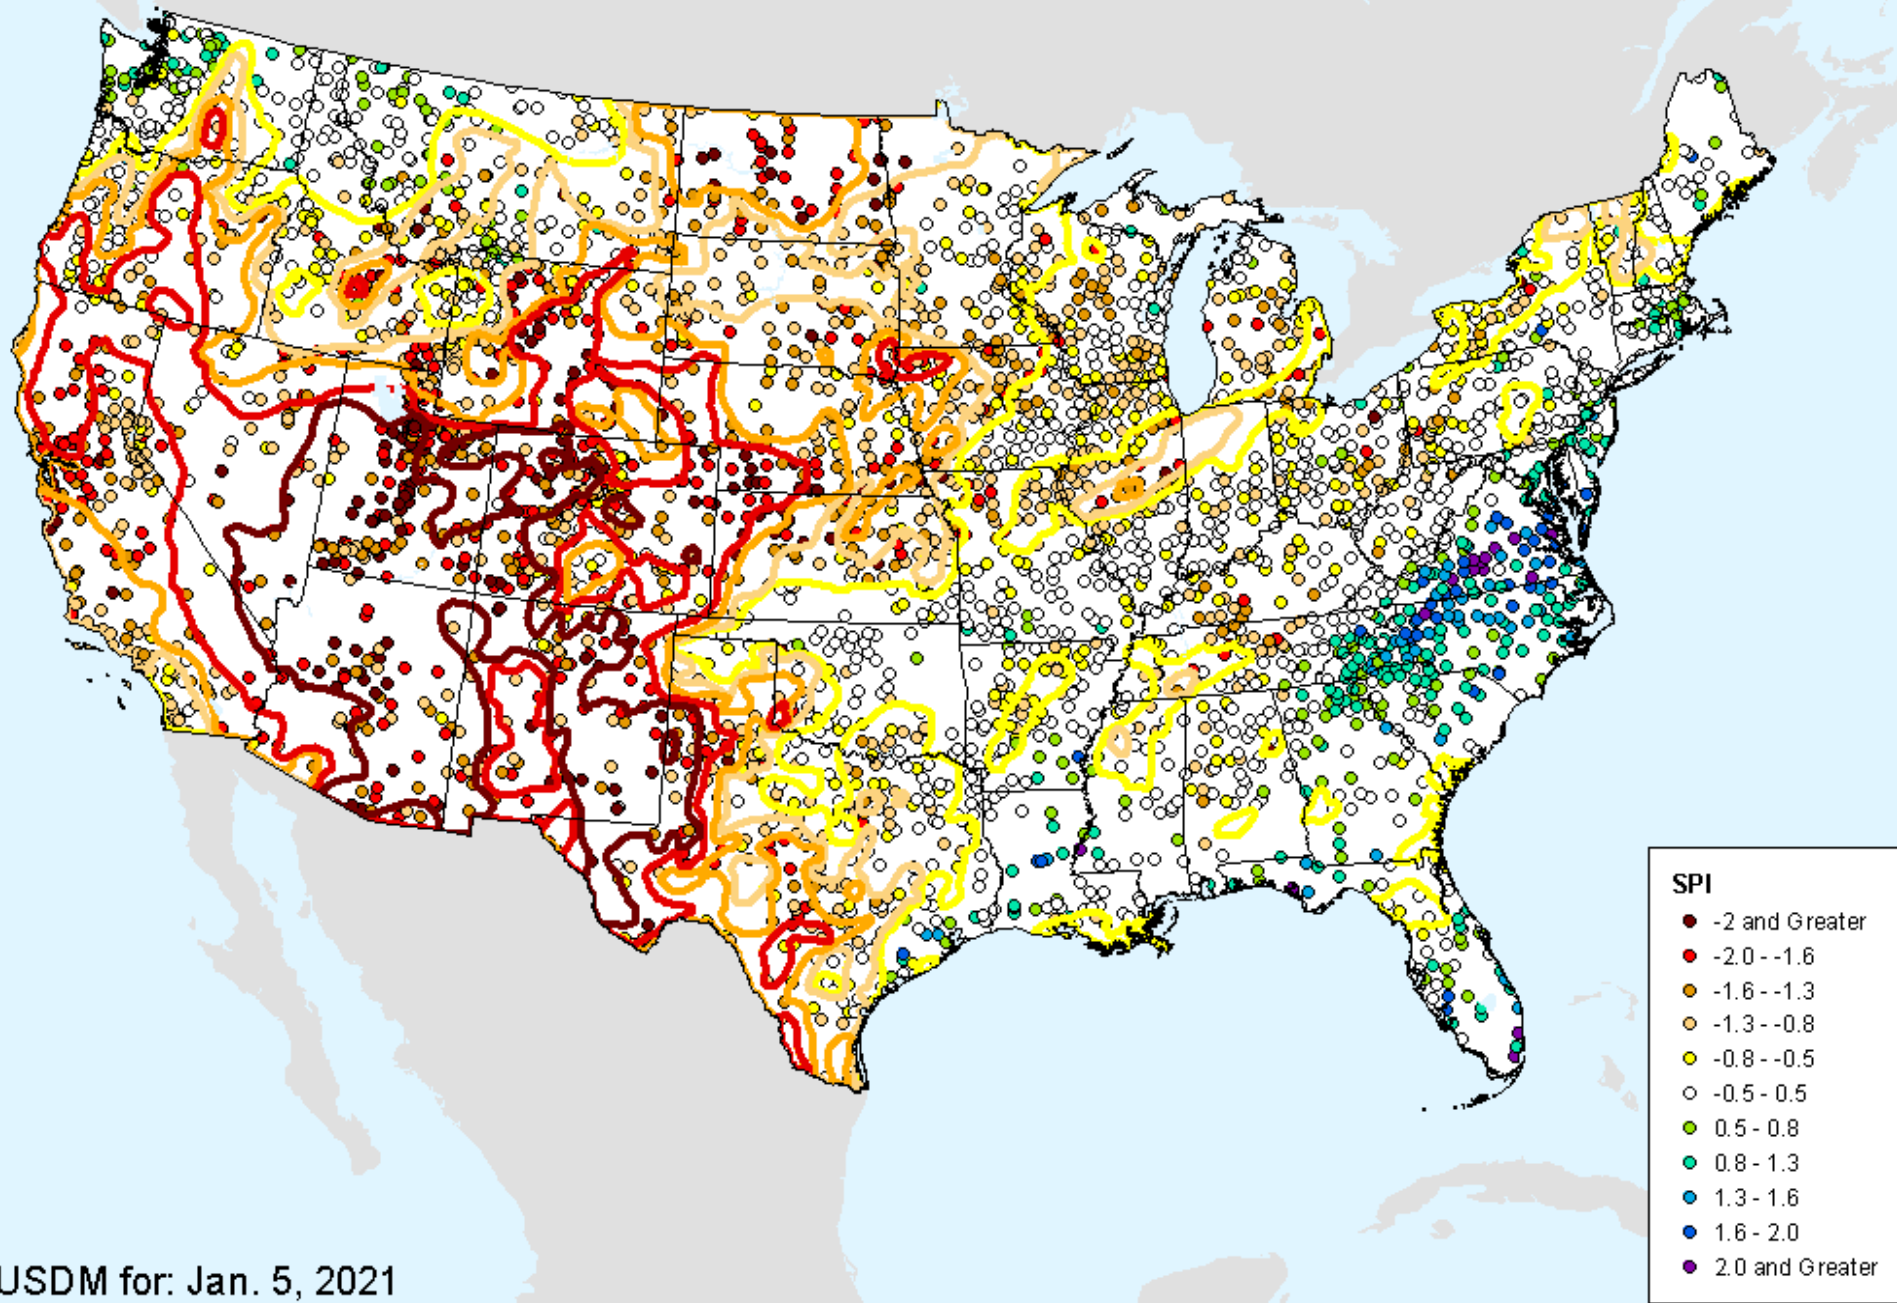 SPI
-2 and Greater
-2.0 - -1.6
-1.6 - -1.3
-1.3 - -0.8
-0.8 - -0.5
-0.5 - 0.5
0.5 - 0.8
0.8 - 1.3
1.3 - 1.6
1.6 - 2.0
2.0 and Greater
USDM for: Jan. 5, 2021